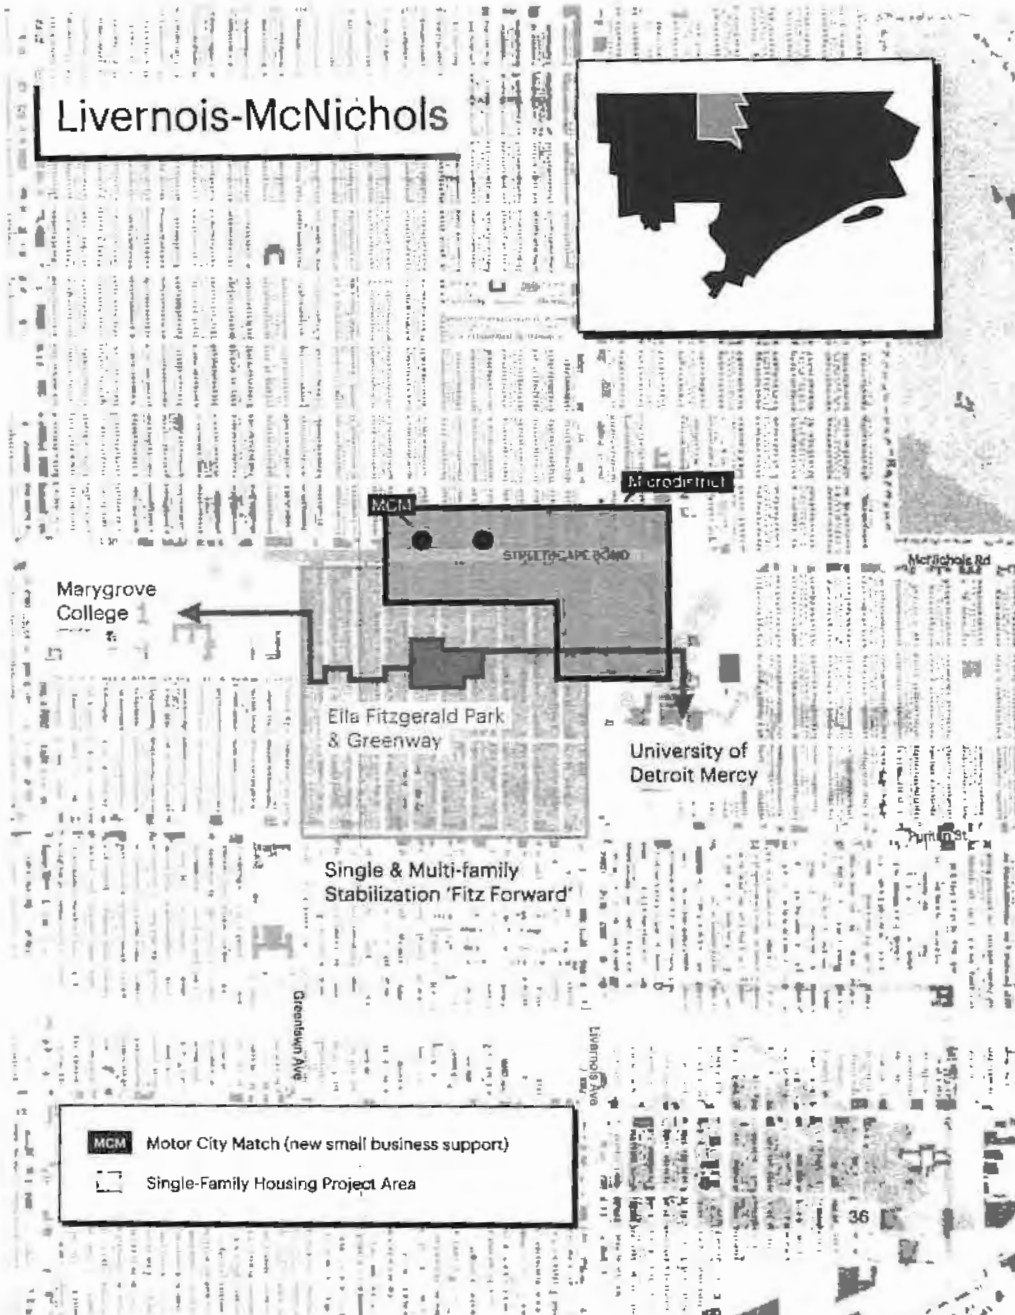 Livernois-McNichols
Microdistrict
MCM
STREETSCAPE BOND
McNichols Rd
Marygrove
College
Ella Fitzgerald Park
& Greenway
University of
Detroit Mercy
Puritan St
Single & Multi-family
Stabilization 'Fitz Forward'
Greenlawn Ave
Livernois Ave
MCM Motor City Match (new small business support)
Single-Family Housing Project Area
36